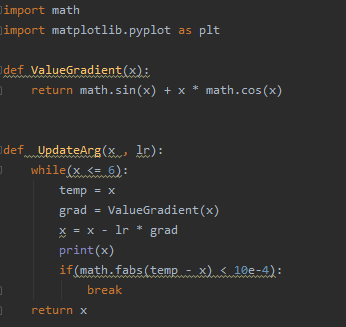 import math
import matplotlib.pyplot as plt
def ValueGradient(x):
    return math.sin(x) + x * math.cos(x)
def  UpdateArg(x , lr):
    while(x <= 6):
        temp = x
        grad = ValueGradient(x)
        x = x - lr * grad
        print(x)
        if(math.fabs(temp - x) < 10e-4):
            break
    return x